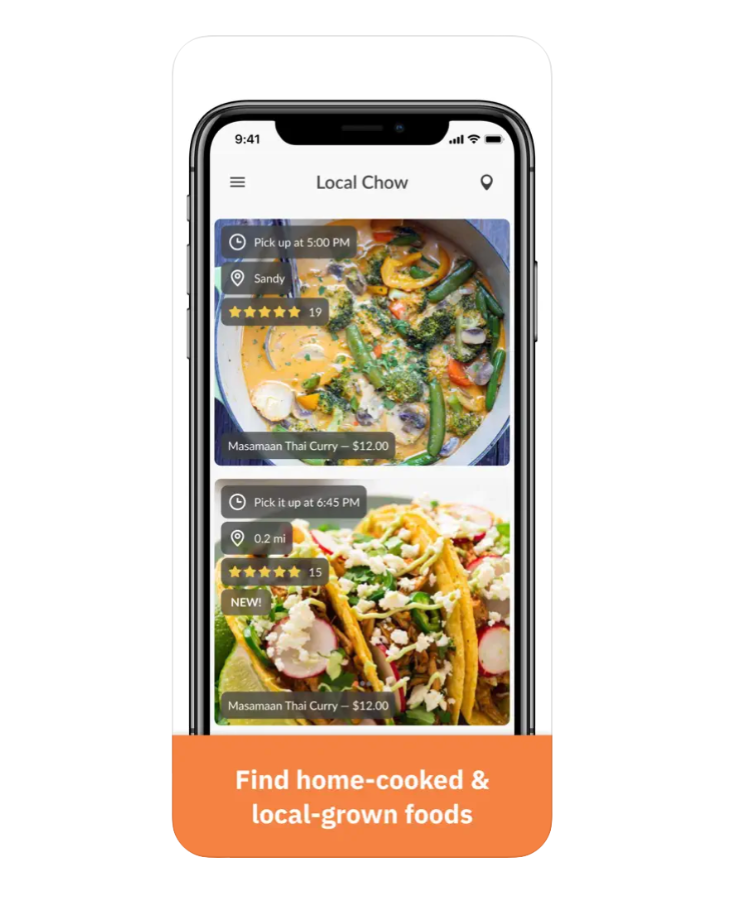 9:41
Local Chow
Pick up at 5:00 PM
Sandy
19
Masamaan Thai Curry — $12.00
Pick it up at 6:45 PM
0.2 mi
15
NEW!
Masamaan Thai Curry — $12.00
Find home-cooked &
local-grown foods